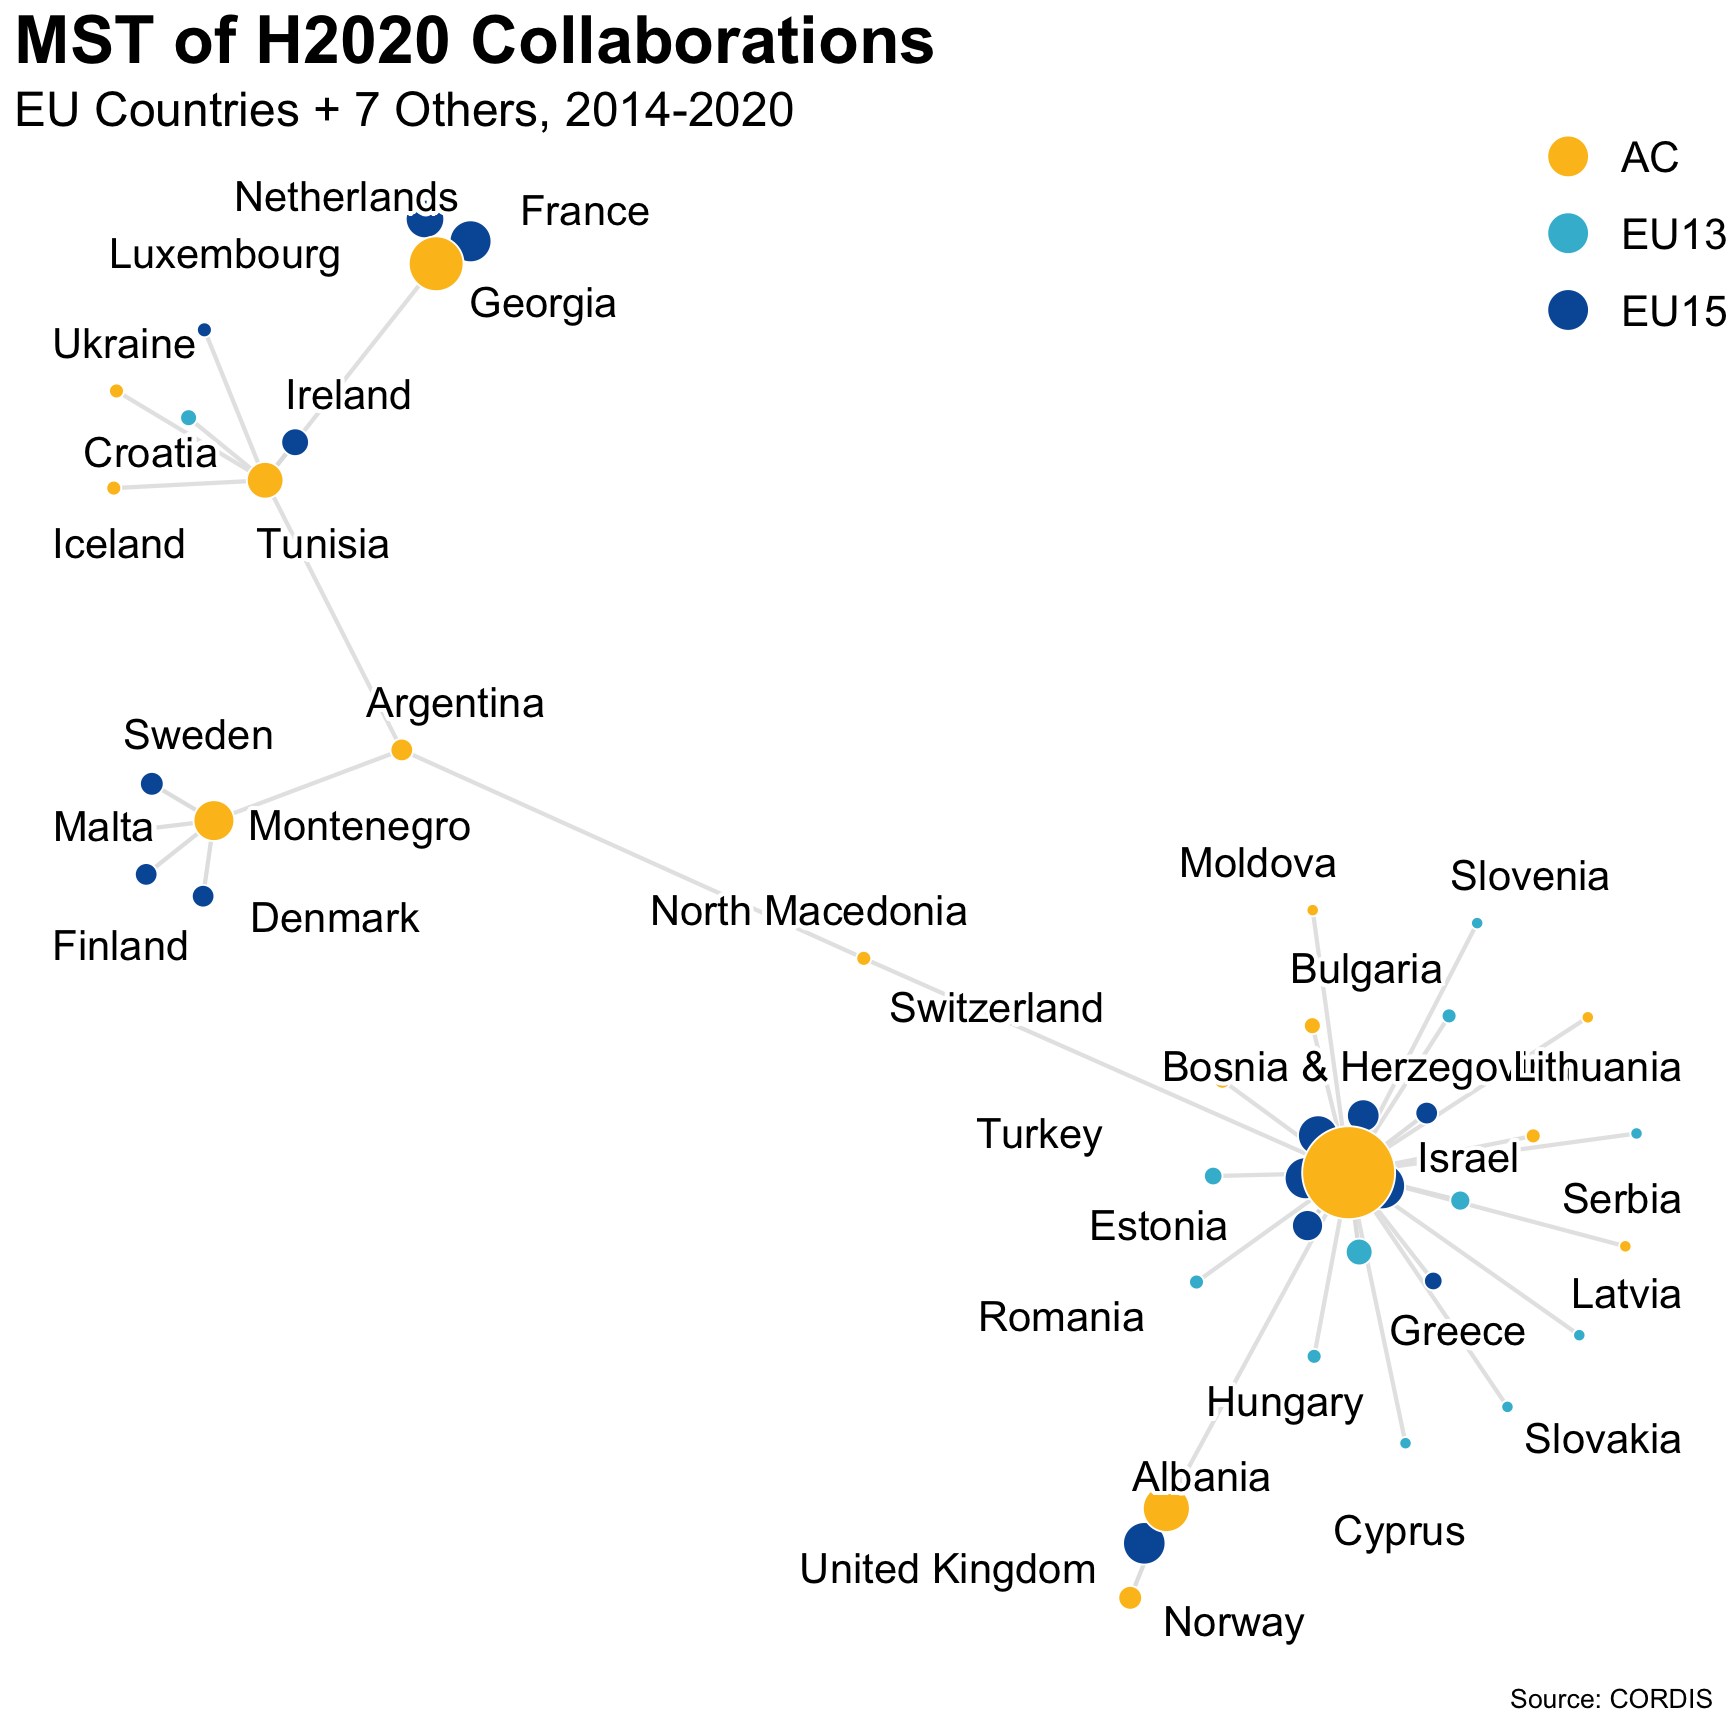 MST of H2020 Collaborations
EU Countries + 7 Others, 2014-2020
AC
EU13
EU15
Netherlands
France
Luxembourg
Georgia
Ukraine
Ireland
Croatia
Iceland
Tunisia
Argentina
Sweden
Malta
Montenegro
Denmark
Finland
North Macedonia
Switzerland
Moldova
Slovenia
Bulgaria
Bosnia & Herzegov
Lithuania
Turkey
Israel
Serbia
Estonia
Latvia
Romania
Greece
Hungary
Slovakia
Albania
Cyprus
United Kingdom
Norway
Source: CORDIS